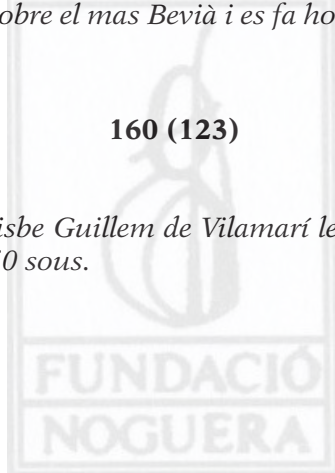 obre el mas Bevià i es fa ho
160 (123)
isbe Guillem de Vilamarí le
0 sous.
FUNDACIÓ
NOGUERA